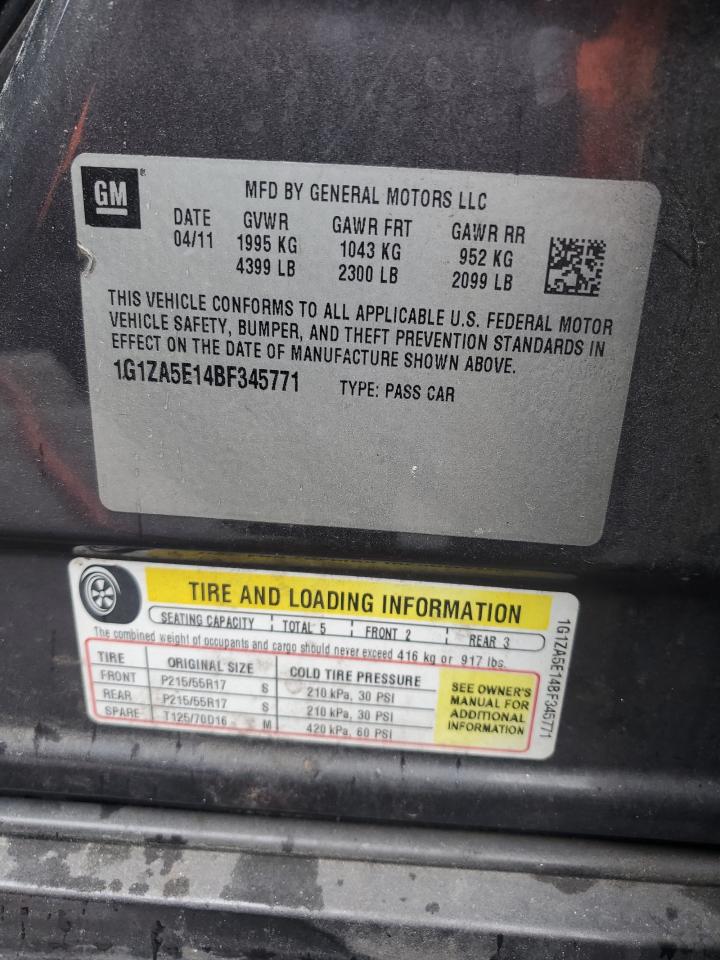 GM
MFD BY GENERAL MOTORS LLC
DATE GVWR GAWR FRT GAWR RR
04/11 1995 KG 1043 KG 952 KG
4399 LB 2300 LB 2099 LB
THIS VEHICLE CONFORMS TO ALL APPLICABLE U.S. FEDERAL MOTOR
VEHICLE SAFETY, BUMPER, AND THEFT PREVENTION STANDARDS IN
EFFECT ON THE DATE OF MANUFACTURE SHOWN ABOVE.
1G1ZA5E14BF345771 TYPE: PASS CAR
TIRE AND LOADING INFORMATION
SEATING CAPACITY TOTAL 5 FRONT 2 REAR 3
The combined weight of occupants and cargo should never exceed 416 kg or 917 lbs.
TIRE ORIGINAL SIZE COLD TIRE PRESSURE
FRONT P215/55R17 S 210 kPa, 30 PSI
REAR P215/55R17 S 210 kPa, 30 PSI
SPARE T125/70D16 M 420 kPa, 60 PSI
SEE OWNER'S
MANUAL FOR
ADDITIONAL
INFORMATION
1G1ZA5E14BF345771